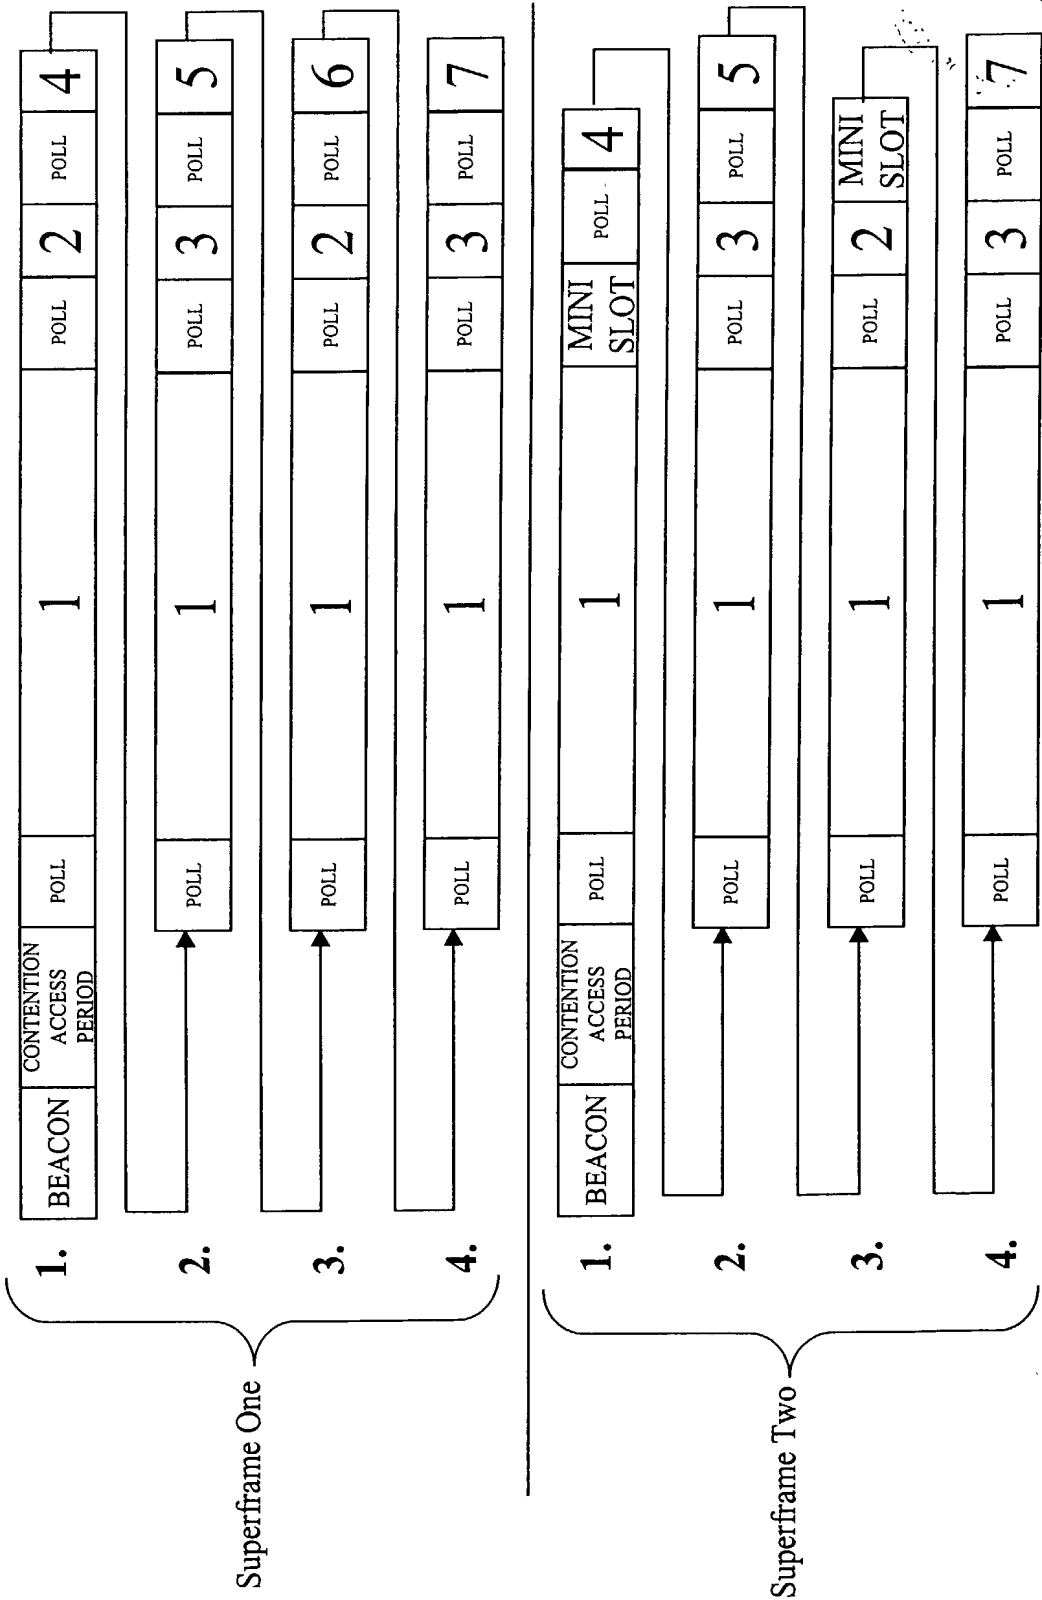 Superframe One
1.
BEACON
CONTENTION
ACCESS
PERIOD
POLL
1
POLL
2
POLL
4
2.
POLL
1
POLL
3
POLL
5
3.
POLL
1
POLL
2
POLL
6
4.
POLL
1
POLL
3
POLL
7
Superframe Two
1.
BEACON
CONTENTION
ACCESS
PERIOD
POLL
1
MINI
SLOT
POLL
4
2.
POLL
1
POLL
3
POLL
5
3.
POLL
1
POLL
2
MINI
SLOT
4.
POLL
1
POLL
3
POLL
7